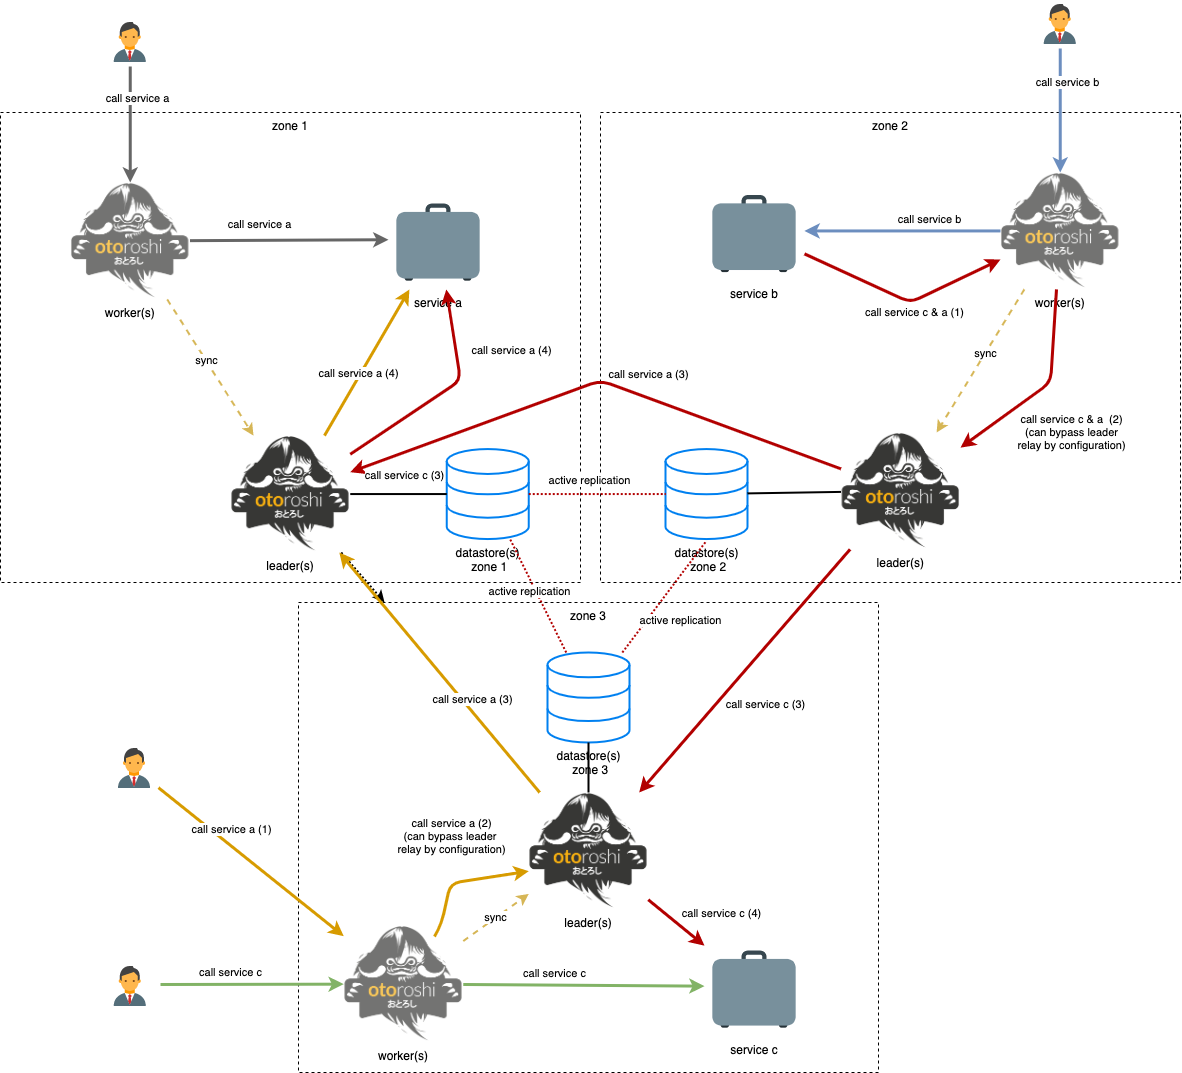 call service b
call service a
zone 1
zone 2
call service a
call service b
otoroshi
おとろし
otoroshi
おとろし
service b
service a
worker(s)
worker(s)
call service c & a (1)
sync
call service a (4)
sync
call service a (4)
call service a (3)
call service c & a  (2)
(can bypass leader
relay by configuration)
call service c (3)
active replication
otoroshi
おとろし
otoroshi
おとろし
datastore(s)
zone 1
datastore(s)
zone 2
leader(s)
leader(s)
active replication
zone 3
active replication
call service a (3)
call service c (3)
datastore(s)
zone 3
call service a (1)
call service a (2)
(can bypass leader
relay by configuration)
otoroshi
おとろし
sync
leader(s)
call service c (4)
call service c
call service c
otoroshi
おとろし
service c
worker(s)